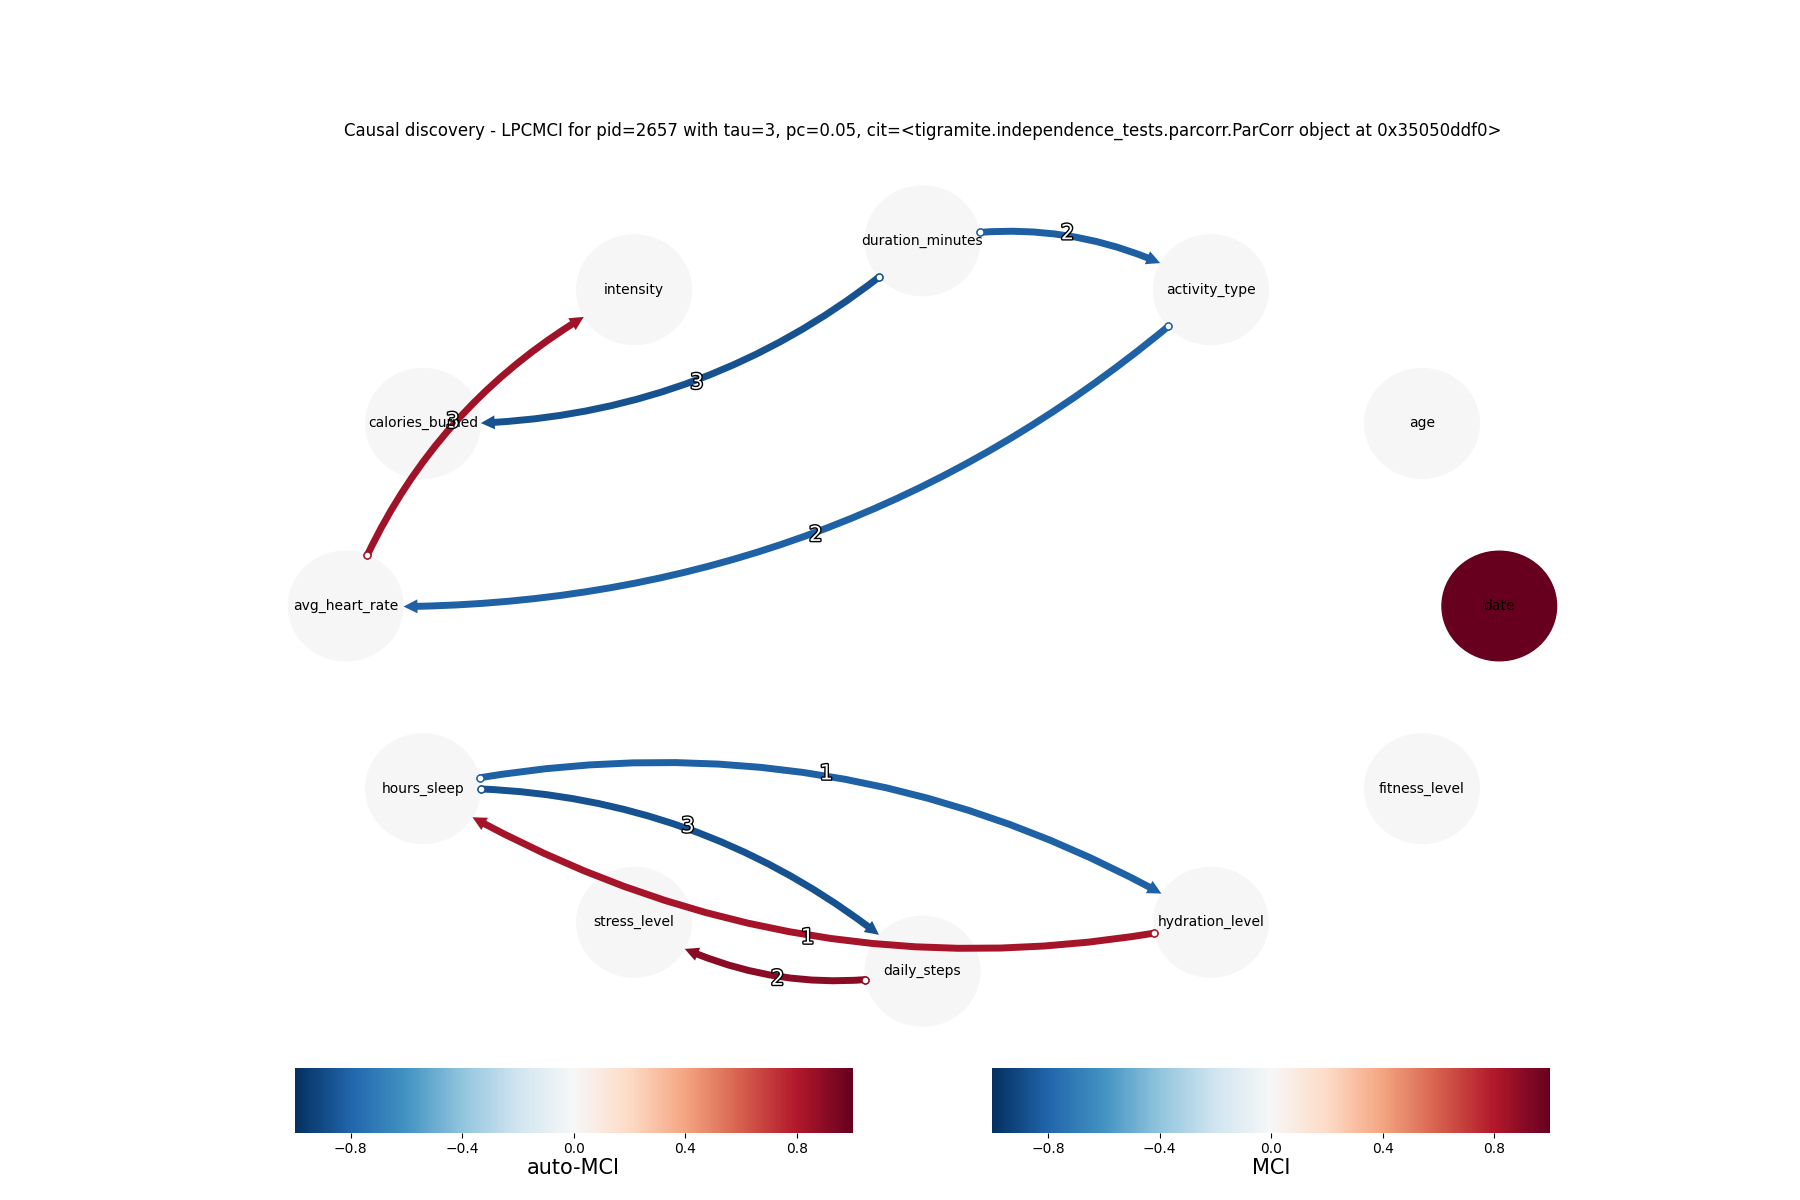 Causal discovery - LPCMCI for pid=2657 with tau=3, pc=0.05, cit=<tigramite.independence_tests.parcorr.ParCorr object at 0x35050ddf0>
duration_minutes
2
intensity
activity_type
3
3
calories_burned
age
2
avg_heart_rate
date
1
hours_sleep
fitness_level
3
stress_level
hydration_level
1
daily_steps
2
−0.8 −0.4 0.0 0.4 0.8
auto-MCI
−0.8 −0.4 0.0 0.4 0.8
MCI